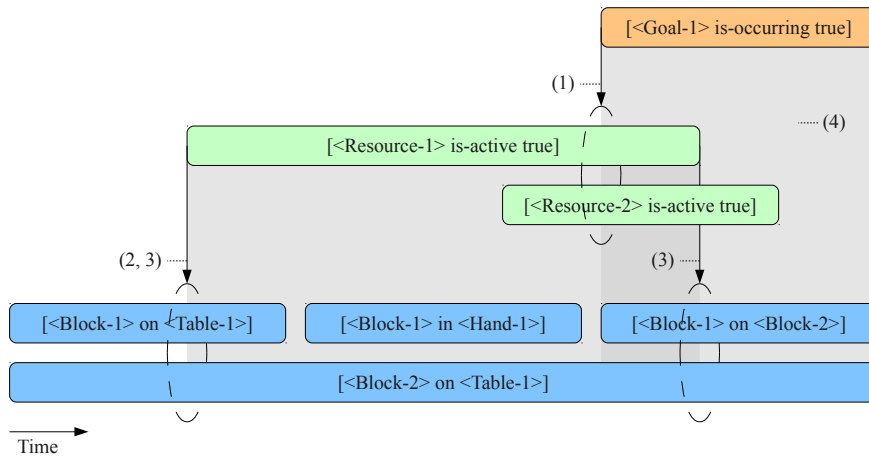 [<Goal-1> is-occurring true]
(1)
(4)
[<Resource-1> is-active true]
[<Resource-2> is-active true]
(2, 3)
(3)
[<Block-1> on <Table-1>]
[<Block-1> in <Hand-1>]
[<Block-1> on <Block-2>]
[<Block-2> on <Table-1>]
Time